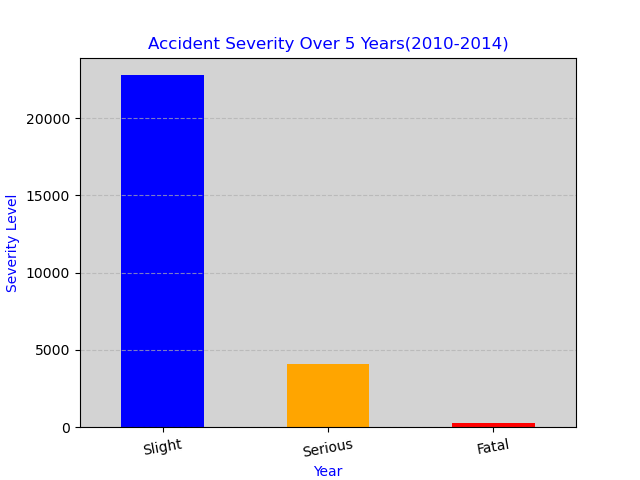 Accident Severity Over 5 Years(2010-2014)
Severity Level
20000
15000
10000
5000
0
Slight
Serious
Fatal
Year